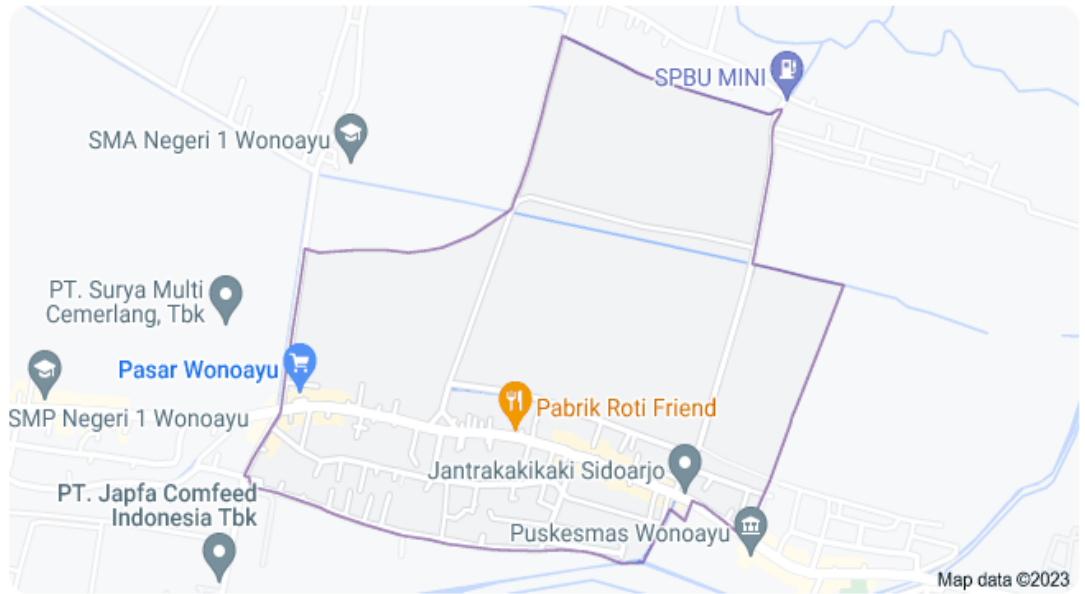 SPBU MINI
SMA Negeri 1 Wonoayu
PT. Surya Multi
Cemerlang, Tbk
Pasar Wonoayu
SMP Negeri 1 Wonoayu
Pabrik Roti Friend
Jantrakakikaki Sidoarjo
PT. Japfa Comfeed
Indonesia Tbk
Puskesmas Wonoayu
Map data ©2023